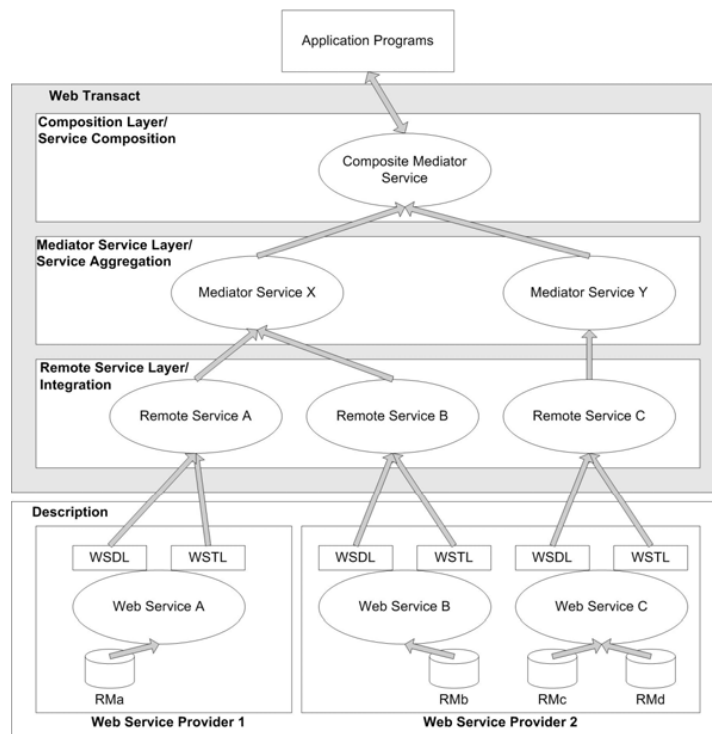 Application Programs
Web Transact
Composition Layer/
Service Composition
Composite Mediator
Service
Mediator Service Layer/
Service Aggregation
Mediator Service X
Mediator Service Y
Remote Service Layer/
Integration
Remote Service A
Remote Service B
Remote Service C
Description
WSDL
WSTL
WSDL
WSTL
WSDL
WSTL
Web Service A
Web Service B
Web Service C
RMa
RMb
RMc
RMd
Web Service Provider 1
Web Service Provider 2